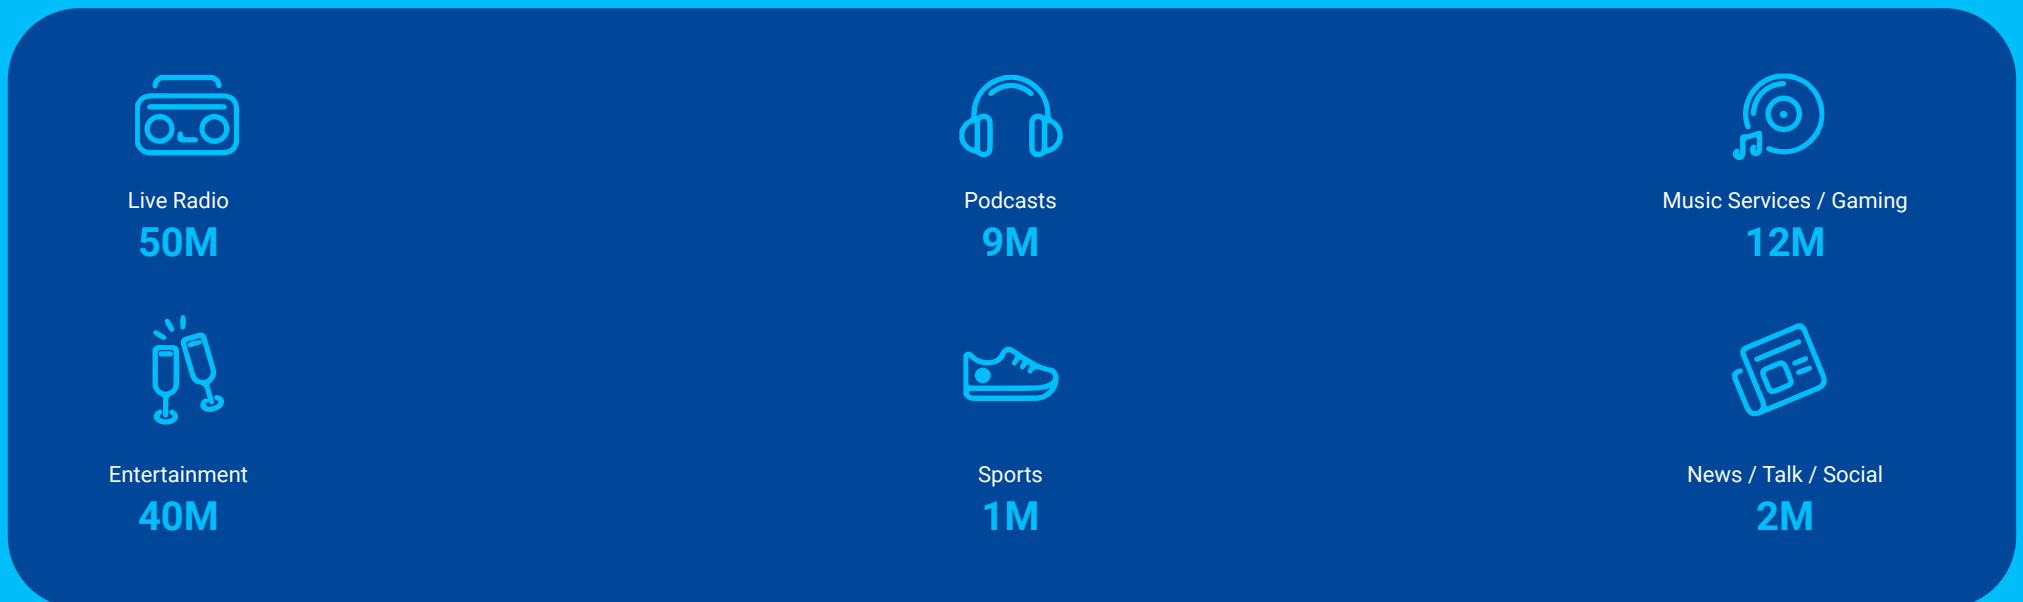 Live Radio
50M
Podcasts
9M
Music Services / Gaming
12M
Entertainment
40M
Sports
1M
News / Talk / Social
2M